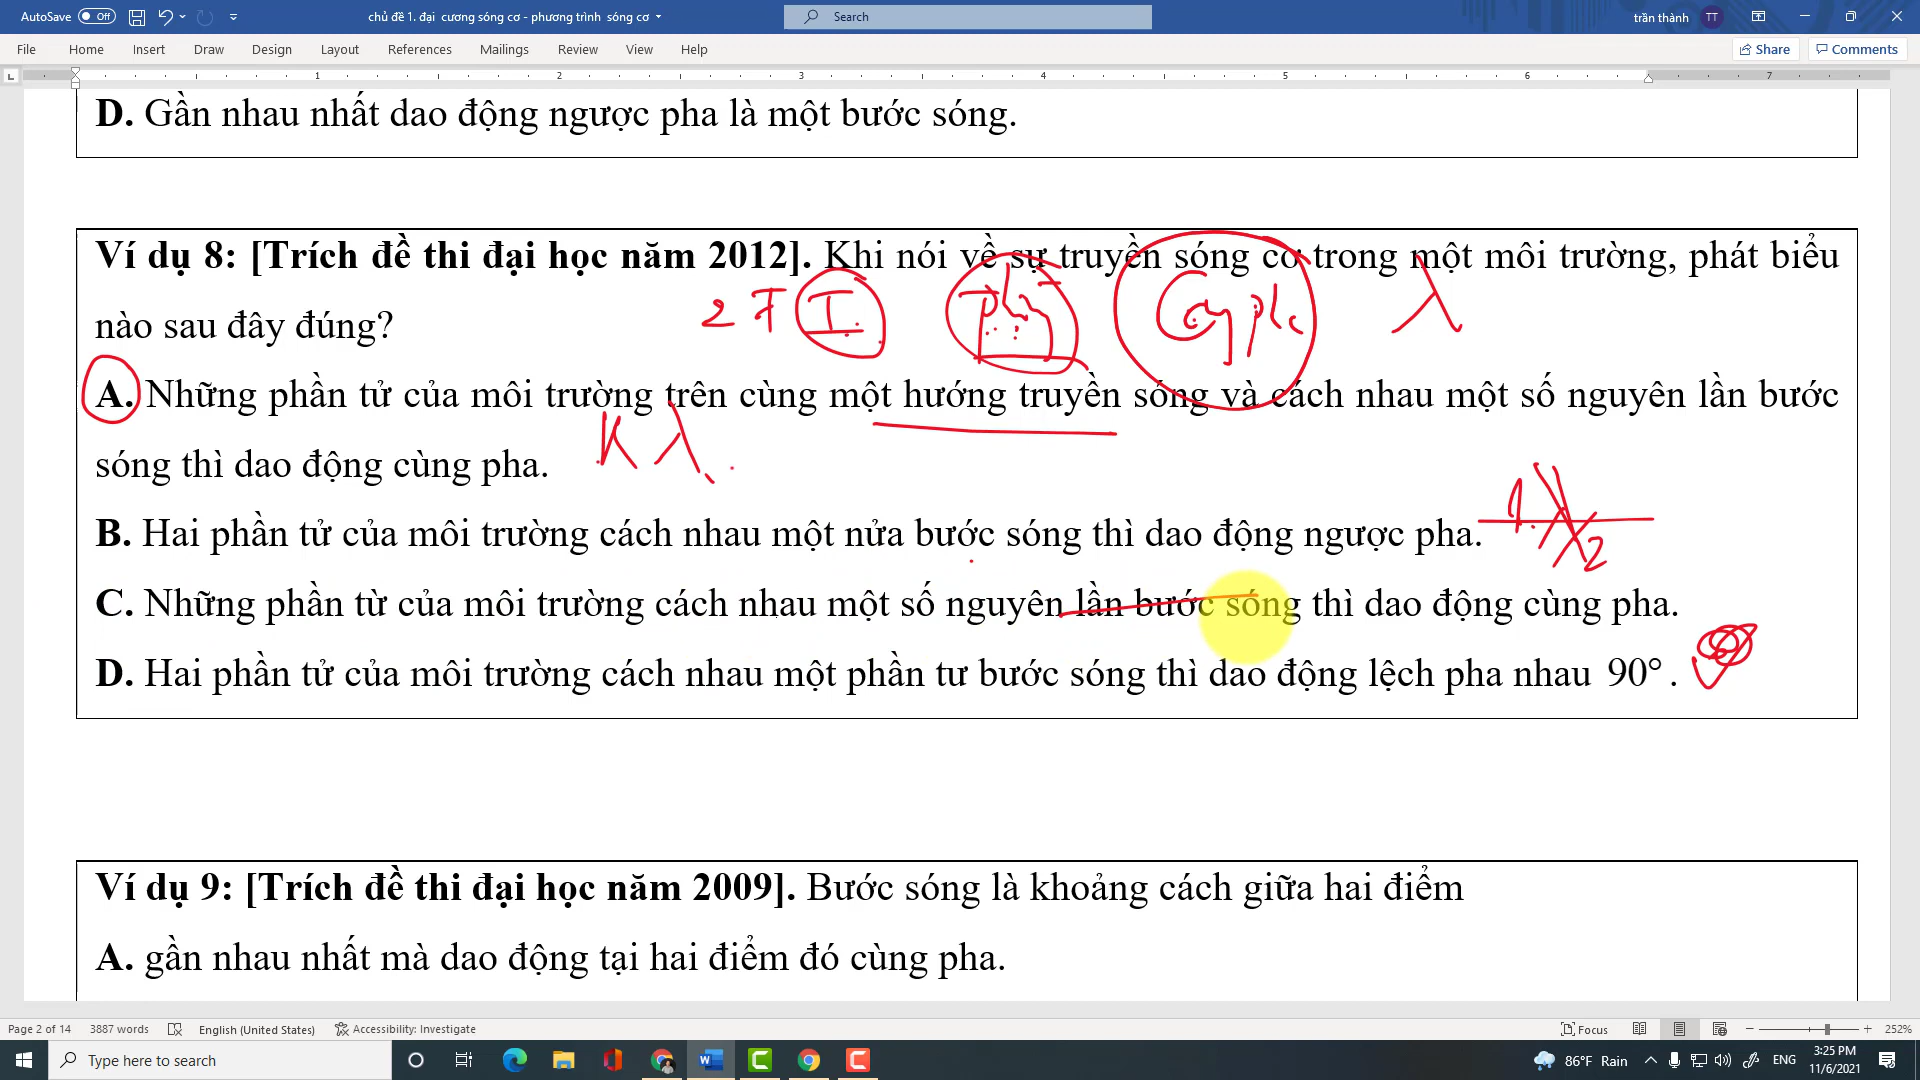 AutoSave Off chủ đề 1. đại cương sóng cơ - phương trình sóng cơ Search trần thành TT
File Home Insert Draw Design Layout References Mailings Review View Help Share Comments
1 2 3 4 5 6 7
D. Gần nhau nhất dao động ngược pha là một bước sóng.
Ví dụ 8: [Trích đề thi đại học năm 2012]. Khi nói về sự truyền sóng cơ trong một môi trường, phát biểu
nào sau đây đúng?
λ
A. Những phần tử của môi trường trên cùng một hướng truyền sóng và cách nhau một số nguyên lần bước
sóng thì dao động cùng pha. K λ
B. Hai phần tử của môi trường cách nhau một nửa bước sóng thì dao động ngược pha.
C. Những phần từ của môi trường cách nhau một số nguyên lần bước sóng thì dao động cùng pha.
D. Hai phần tử của môi trường cách nhau một phần tư bước sóng thì dao động lệch pha nhau 90°.
Ví dụ 9: [Trích đề thi đại học năm 2009]. Bước sóng là khoảng cách giữa hai điểm
A. gần nhau nhất mà dao động tại hai điểm đó cùng pha.
Page 2 of 14 3887 words English (United States) Accessibility: Investigate Focus 252%
Type here to search 86°F Rain ENG 3:25 PM
11/6/2021